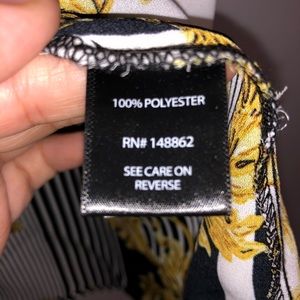 100% POLYESTER
RN# 148862
SEE CARE ON
REVERSE